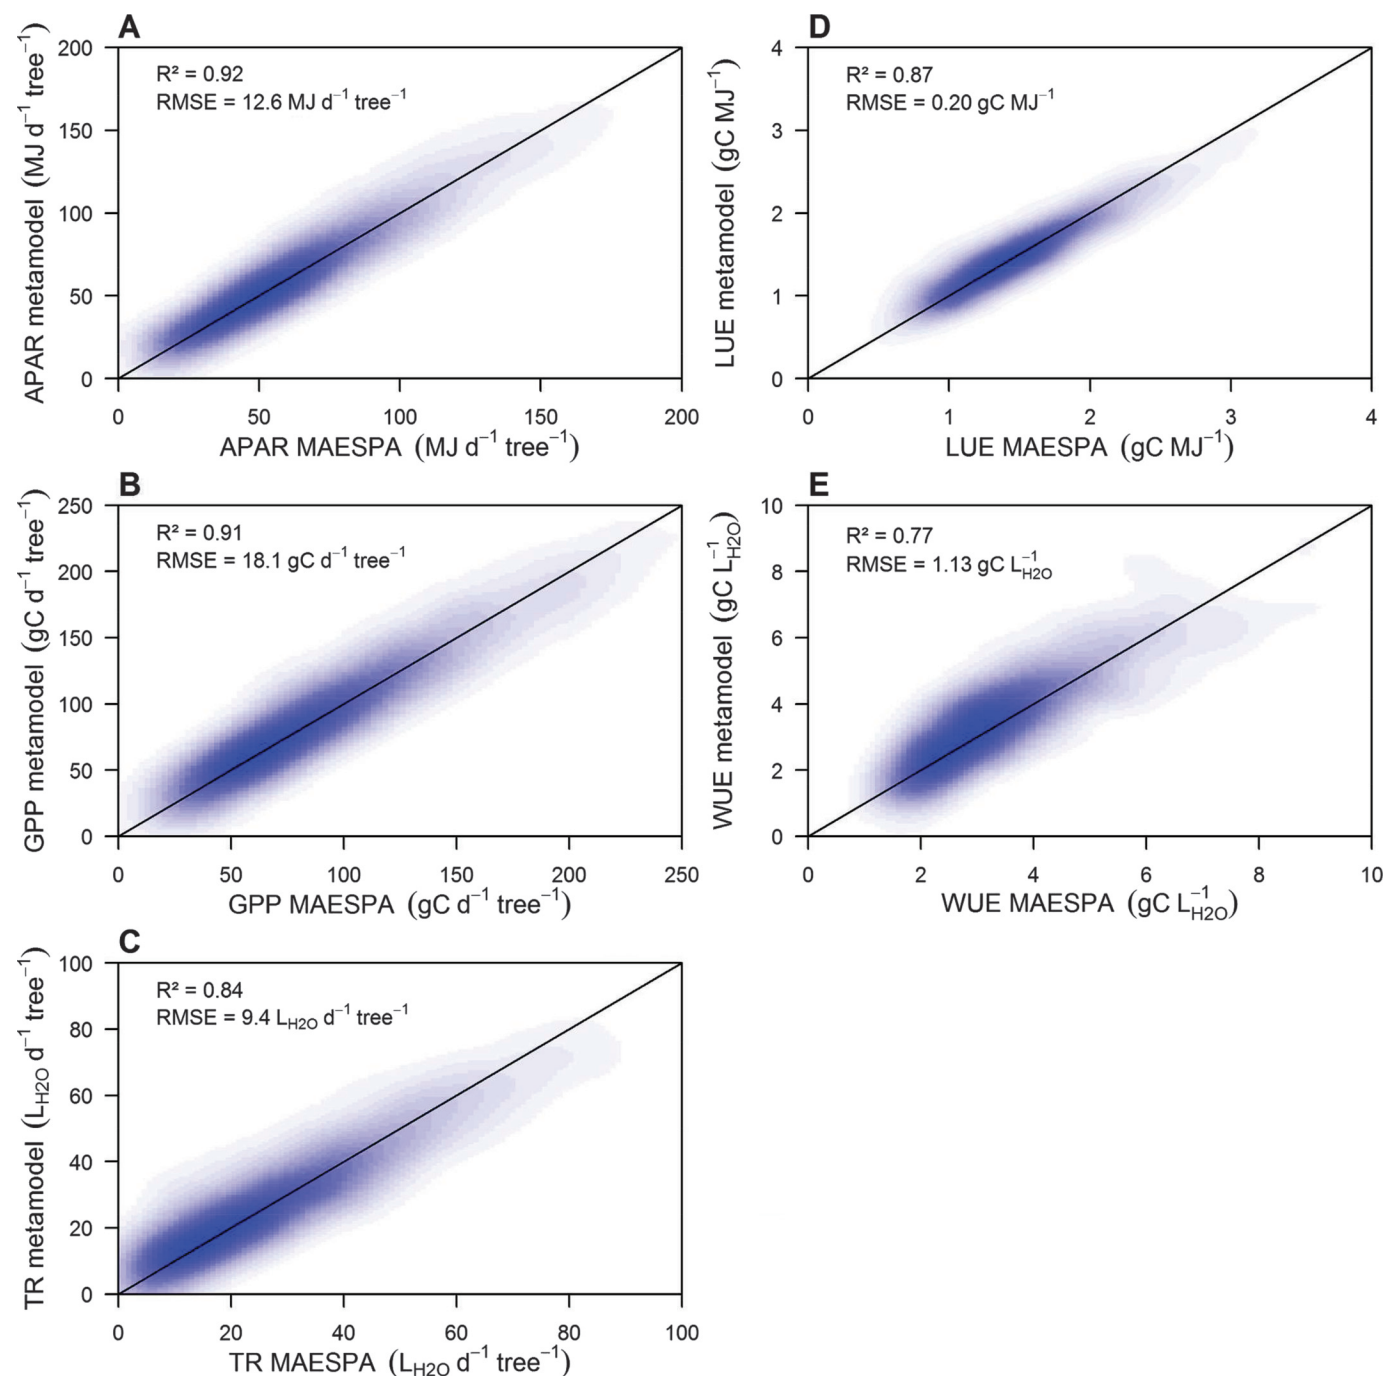 A
R² = 0.92
RMSE = 12.6 MJ d⁻¹ tree⁻¹
APAR metamodel (MJ d⁻¹ tree⁻¹)
200
150
100
50
0
0 50 100 150 200
APAR MAESPA (MJ d⁻¹ tree⁻¹)
D
R² = 0.87
RMSE = 0.20 gC MJ⁻¹
LUE metamodel (gC MJ⁻¹)
4
3
2
1
0
0 1 2 3 4
LUE MAESPA (gC MJ⁻¹)
B
R² = 0.91
RMSE = 18.1 gC d⁻¹ tree⁻¹
GPP metamodel (gC d⁻¹ tree⁻¹)
250
200
150
100
50
0
0 50 100 150 200 250
GPP MAESPA (gC d⁻¹ tree⁻¹)
E
R² = 0.77
RMSE = 1.13 gC L⁻¹H2O
WUE metamodel (gC L⁻¹H2O)
10
8
6
4
2
0
0 2 4 6 8 10
WUE MAESPA (gC L⁻¹H2O)
C
R² = 0.84
RMSE = 9.4 LH2O d⁻¹ tree⁻¹
TR metamodel (LH2O d⁻¹ tree⁻¹)
100
80
60
40
20
0
0 20 40 60 80 100
TR MAESPA (LH2O d⁻¹ tree⁻¹)